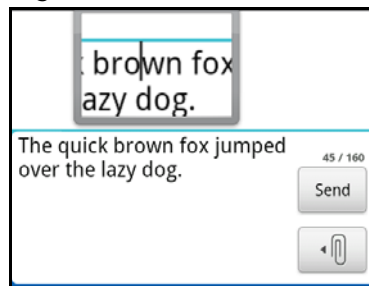 brown fox
azy dog.
The quick brown fox jumped
over the lazy dog.
45 / 160
Send